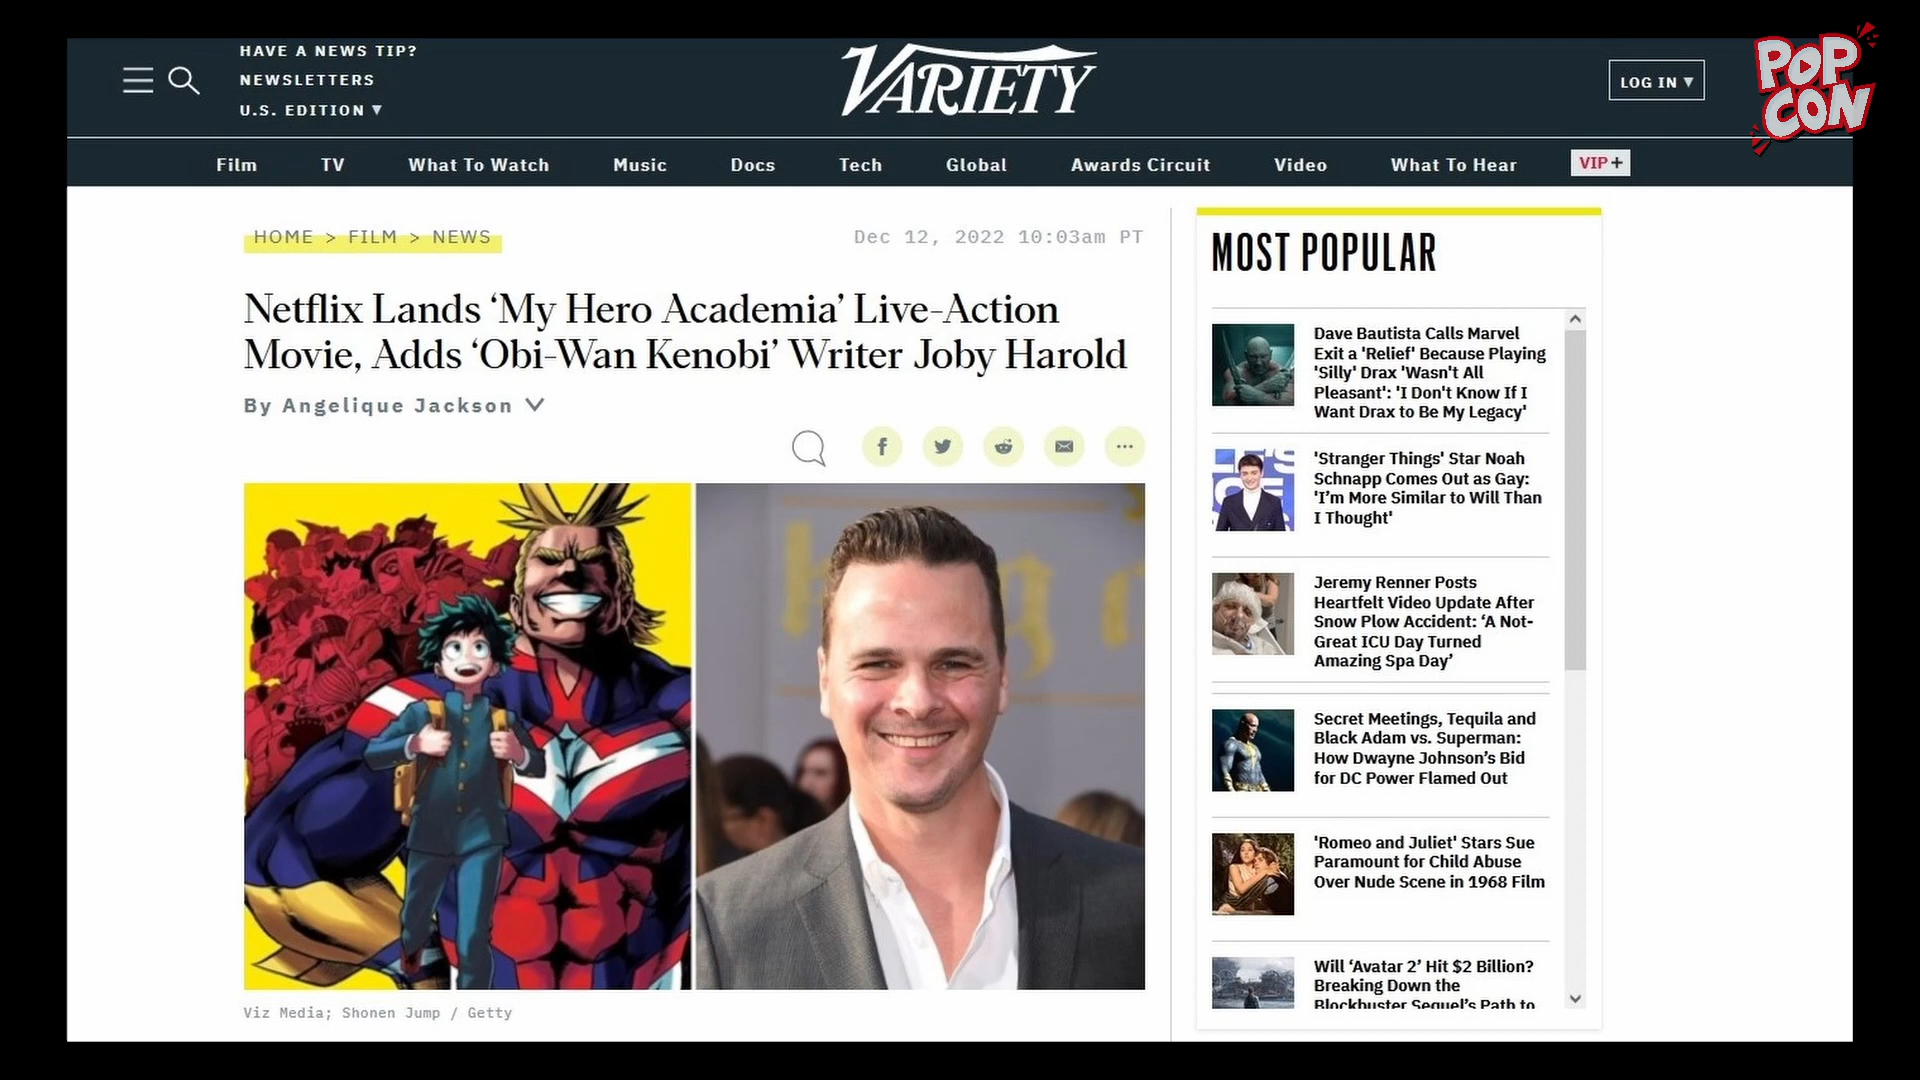 HAVE A NEWS TIP?
NEWSLETTERS
U.S. EDITION ▼
VARIETY
LOG IN ▼
POP
CON
Film TV What To Watch Music Docs Tech Global Awards Circuit Video What To Hear VIP+
HOME > FILM > NEWS
Dec 12, 2022 10:03am PT
Netflix Lands ‘My Hero Academia’ Live-Action
Movie, Adds ‘Obi-Wan Kenobi’ Writer Joby Harold
By Angelique Jackson
Viz Media; Shonen Jump / Getty
MOST POPULAR
Dave Bautista Calls Marvel
Exit a 'Relief' Because Playing
'Silly' Drax 'Wasn't All
Pleasant': 'I Don't Know If I
Want Drax to Be My Legacy'
'Stranger Things' Star Noah
Schnapp Comes Out as Gay:
'I’m More Similar to Will Than
I Thought'
Jeremy Renner Posts
Heartfelt Video Update After
Snow Plow Accident: ‘A Not-
Great ICU Day Turned
Amazing Spa Day’
Secret Meetings, Tequila and
Black Adam vs. Superman:
How Dwayne Johnson’s Bid
for DC Power Flamed Out
'Romeo and Juliet' Stars Sue
Paramount for Child Abuse
Over Nude Scene in 1968 Film
Will ‘Avatar 2’ Hit $2 Billion?
Breaking Down the
Blockbuster Sequel’s Path to